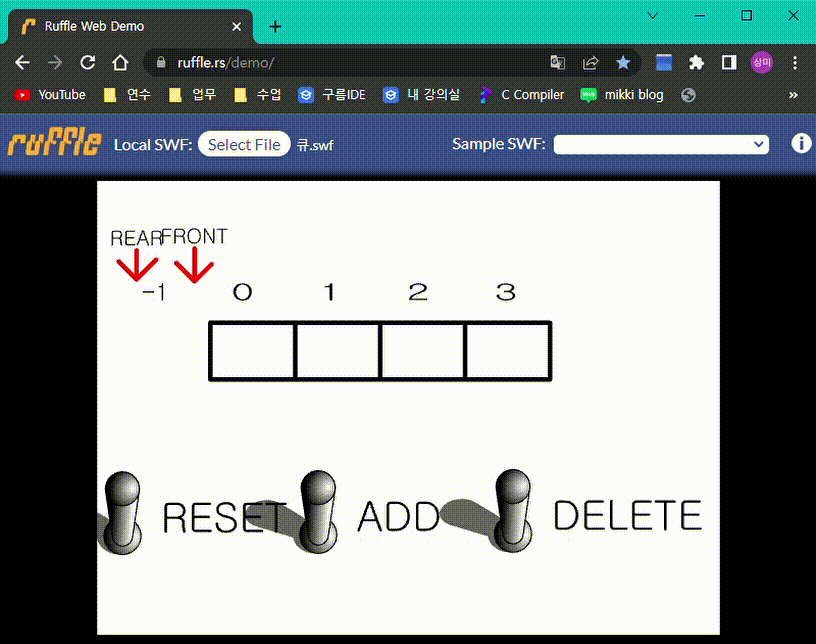 Ruffle Web Demo
ruffle.rs/demo/
상미
YouTube 연수 업무 수업 구름IDE 내 강의실 C Compiler mikki blog »
ruffle Local SWF: Select File 큐.swf Sample SWF:
REAR FRONT
-1 0 1 2 3
RESET ADD DELETE